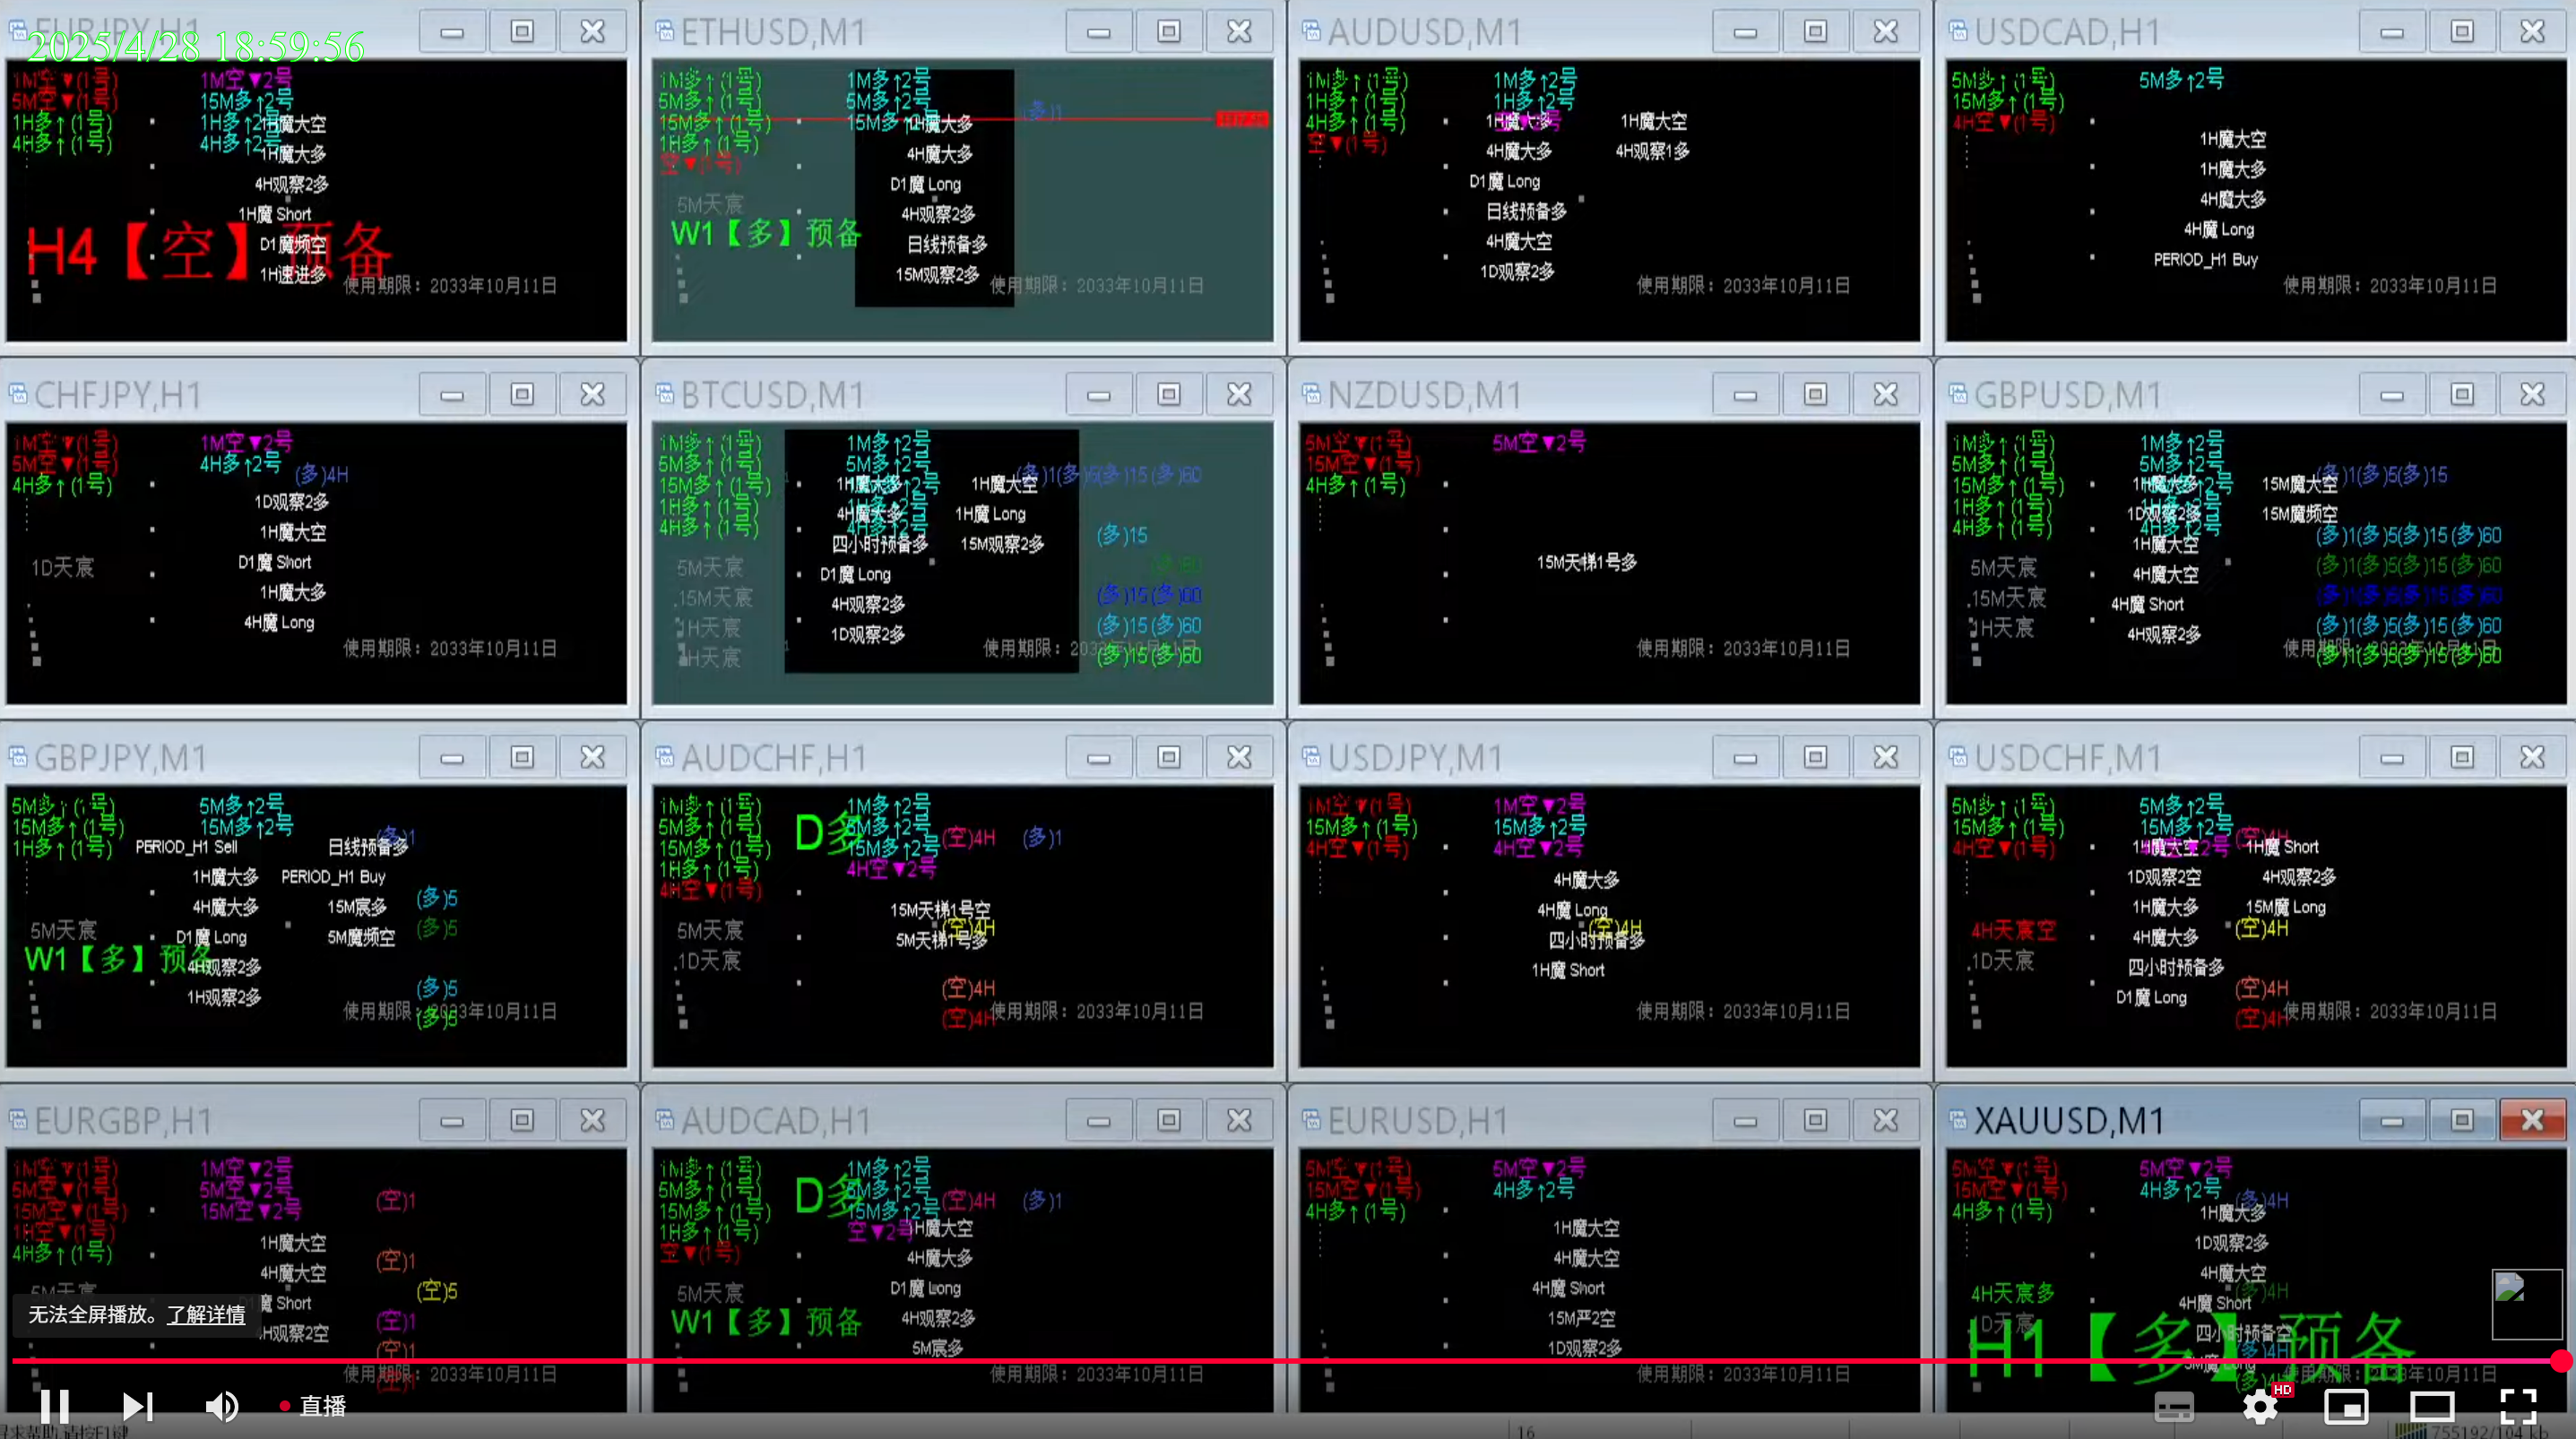 EURJPY,H1
2025/4/28 18:59:56
1M空▼(1号)
1M空▼2号
5M空▼(1号)
15M多↑2号
1H多↑(1号)
1H多↑2号
1H魔大空
4H多↑(1号)
4H多↑2号
1H魔大多
4H观察2多
1H魔 Short
H4【空】预备
D1魔频空
1H速进多
使用期限：2033年10月11日
ETHUSD,M1
1M多↑(1号)
1M多↑2号
5M多↑(1号)
5M多↑2号
(多)1
15M多↑(1号)
15M多↑2号
1H魔大多
1H多↑(1号)
4H魔大多
空▼(1号)
D1魔 Long
5M天宸
4H观察2多
W1【多】预备
日线预备多
15M观察2多
使用期限：2033年10月11日
AUDUSD,M1
1M多↑(1号)
1M多↑2号
1H多↑(1号)
1H多↑2号
4H多↑(1号)
1H魔大多
1H魔大空
空▼(1号)
4H魔大多
4H观察1多
D1魔 Long
日线预备多
4H魔大空
1D观察2多
使用期限：2033年10月11日
USDCAD,H1
5M多↑(1号)
5M多↑2号
15M多↑(1号)
4H空▼(1号)
1H魔大空
1H魔大多
4H魔大多
4H魔 Long
PERIOD_H1 Buy
使用期限：2033年10月11日
CHFJPY,H1
1M空▼(1号)
1M空▼2号
5M空▼(1号)
4H多↑2号
(多)4H
4H多↑(1号)
1D观察2多
1H魔大空
1D天宸
D1魔 Short
1H魔大多
4H魔 Long
使用期限：2033年10月11日
BTCUSD,M1
1M多↑(1号)
1M多↑2号
5M多↑(1号)
5M多↑2号
(多)1(多)5(多)15(多)60
15M多↑(1号)
1H魔大多
1H魔大空
1H多↑(1号)
4H魔大多
1H魔 Long
4H多↑(1号)
4H多↑2号
(多)15
四小时预备多
15M观察2多
5M天宸
D1魔 Long
15M天宸
4H观察2多
(多)15(多)60
1H天宸
1D观察2多
(多)15(多)60
H天宸
使用期限：2033年10月11日
(多)15(多)60
NZDUSD,M1
5M空▼(1号)
5M空▼2号
15M空▼(1号)
4H多↑(1号)
15M天梯1号多
使用期限：2033年10月11日
GBPUSD,M1
1M多↑(1号)
1M多↑2号
5M多↑(1号)
5M多↑2号
(多)1(多)5(多)15
15M多↑(1号)
1H魔大多
15M魔大空
1H多↑(1号)
1D观察2多
15M魔频空
4H多↑(1号)
4H多↑2号
(多)1(多)5(多)15(多)60
1H魔大空
5M天宸
4H魔大空
(多)1(多)5(多)15(多)60
15M天宸
4H魔 Short
(多)1(多)5(多)15(多)60
1H天宸
4H观察2多
(多)1(多)5(多)15(多)60
(多)1(多)5(多)15(多)60
GBPJPY,M1
5M多↑(1号)
5M多↑2号
15M多↑(1号)
15M多↑2号
(多)1
1H多↑(1号)
PERIOD_H1 Sell
日线预备多
1H魔大多
PERIOD_H1 Buy
4H魔大多
15M宸多
(多)5
5M天宸
D1魔 Long
5M魔频空
(多)5
W1【多】预备
4H观察2多
1H观察2多
(多)5
使用期限：2033年10月11日
(多)5
AUDCHF,H1
1M多↑(1号)
1M多↑2号
5M多↑(1号)
D多
5M多↑2号
(空)4H
(多)1
15M多↑(1号)
15M多↑2号
1H多↑(1号)
4H空▼2号
4H空▼(1号)
15M天梯1号空
5M天宸
(空)4H
5M天梯1号多
1D天宸
(空)4H
(空)4H
使用期限：2033年10月11日
USDJPY,M1
1M空▼(1号)
1M空▼2号
15M多↑(1号)
15M多↑2号
4H空▼(1号)
4H空▼2号
4H魔大多
4H魔 Long
(空)4H
四小时预备多
1H魔 Short
使用期限：2033年10月11日
USDCHF,M1
5M多↑(1号)
5M多↑2号
15M多↑(1号)
15M多↑2号
(空)4H
4H空▼(1号)
1H魔大空
1H魔 Short
1D观察2空
4H观察2多
1H魔大多
15M魔 Long
4H天宸空
4H魔大多
(空)4H
1D天宸
四小时预备多
D1魔 Long
(空)4H
(空)4H
使用期限：2033年10月11日
EURGBP,H1
1M空▼(1号)
1M空▼2号
5M空▼(1号)
5M空▼2号
(空)1
15M空▼(1号)
15M空▼2号
1H空▼(1号)
1H魔大空
4H多↑(1号)
4H魔大空
(空)1
5M天宸
魔 Short
(空)5
4H观察2空
(空)1
(空)1
使用期限：2033年10月11日
AUDCAD,H1
1M多↑(1号)
1M多↑2号
5M多↑(1号)
D多
5M多↑2号
(空)4H
(多)1
15M多↑(1号)
15M多↑2号
1H多↑(1号)
空▼2号
1H魔大空
空▼(1号)
4H魔大多
5M天宸
D1魔 Long
W1【多】预备
4H观察2多
5M宸多
使用期限：2033年10月11日
EURUSD,H1
5M空▼(1号)
5M空▼2号
15M空▼(1号)
4H多↑2号
4H多↑(1号)
1H魔大空
4H魔大空
4H魔 Short
15M严2空
1D观察2多
使用期限：2033年10月11日
XAUUSD,M1
5M空▼(1号)
5M空▼2号
15M空▼(1号)
4H多↑2号
(多)4H
4H多↑(1号)
1H魔大多
1D观察2多
4H魔大空
4H天宸多
4H魔 Short
(多)4H
1D天宸
四小时预备空
H1【多】预备
(多)4H
使用期限：2033年10月11日
无法全屏播放。了解详情
直播
HD
16
755192/104 kb